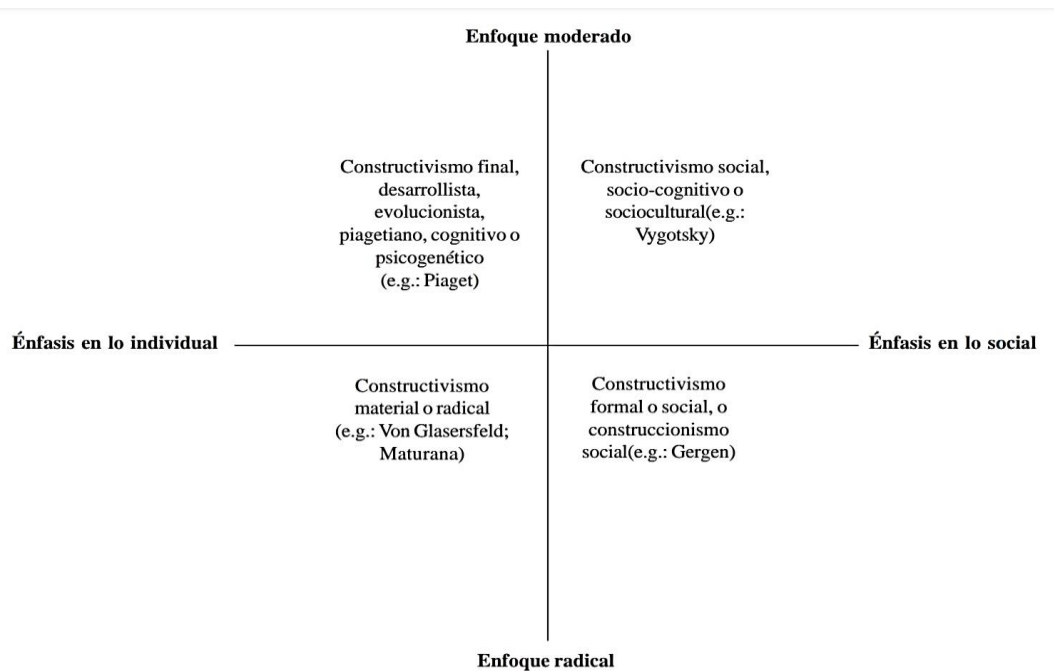 Enfoque moderado
Constructivismo final,
desarrollista,
evolucionista,
piagetiano, cognitivo o
psicogenético
(e.g.: Piaget)
Constructivismo social,
socio-cognitivo o
sociocultural(e.g.:
Vygotsky)
Énfasis en lo individual
Énfasis en lo social
Constructivismo
material o radical
(e.g.: Von Glasersfeld;
Maturana)
Constructivismo
formal o social, o
construccionismo
social(e.g.: Gergen)
Enfoque radical